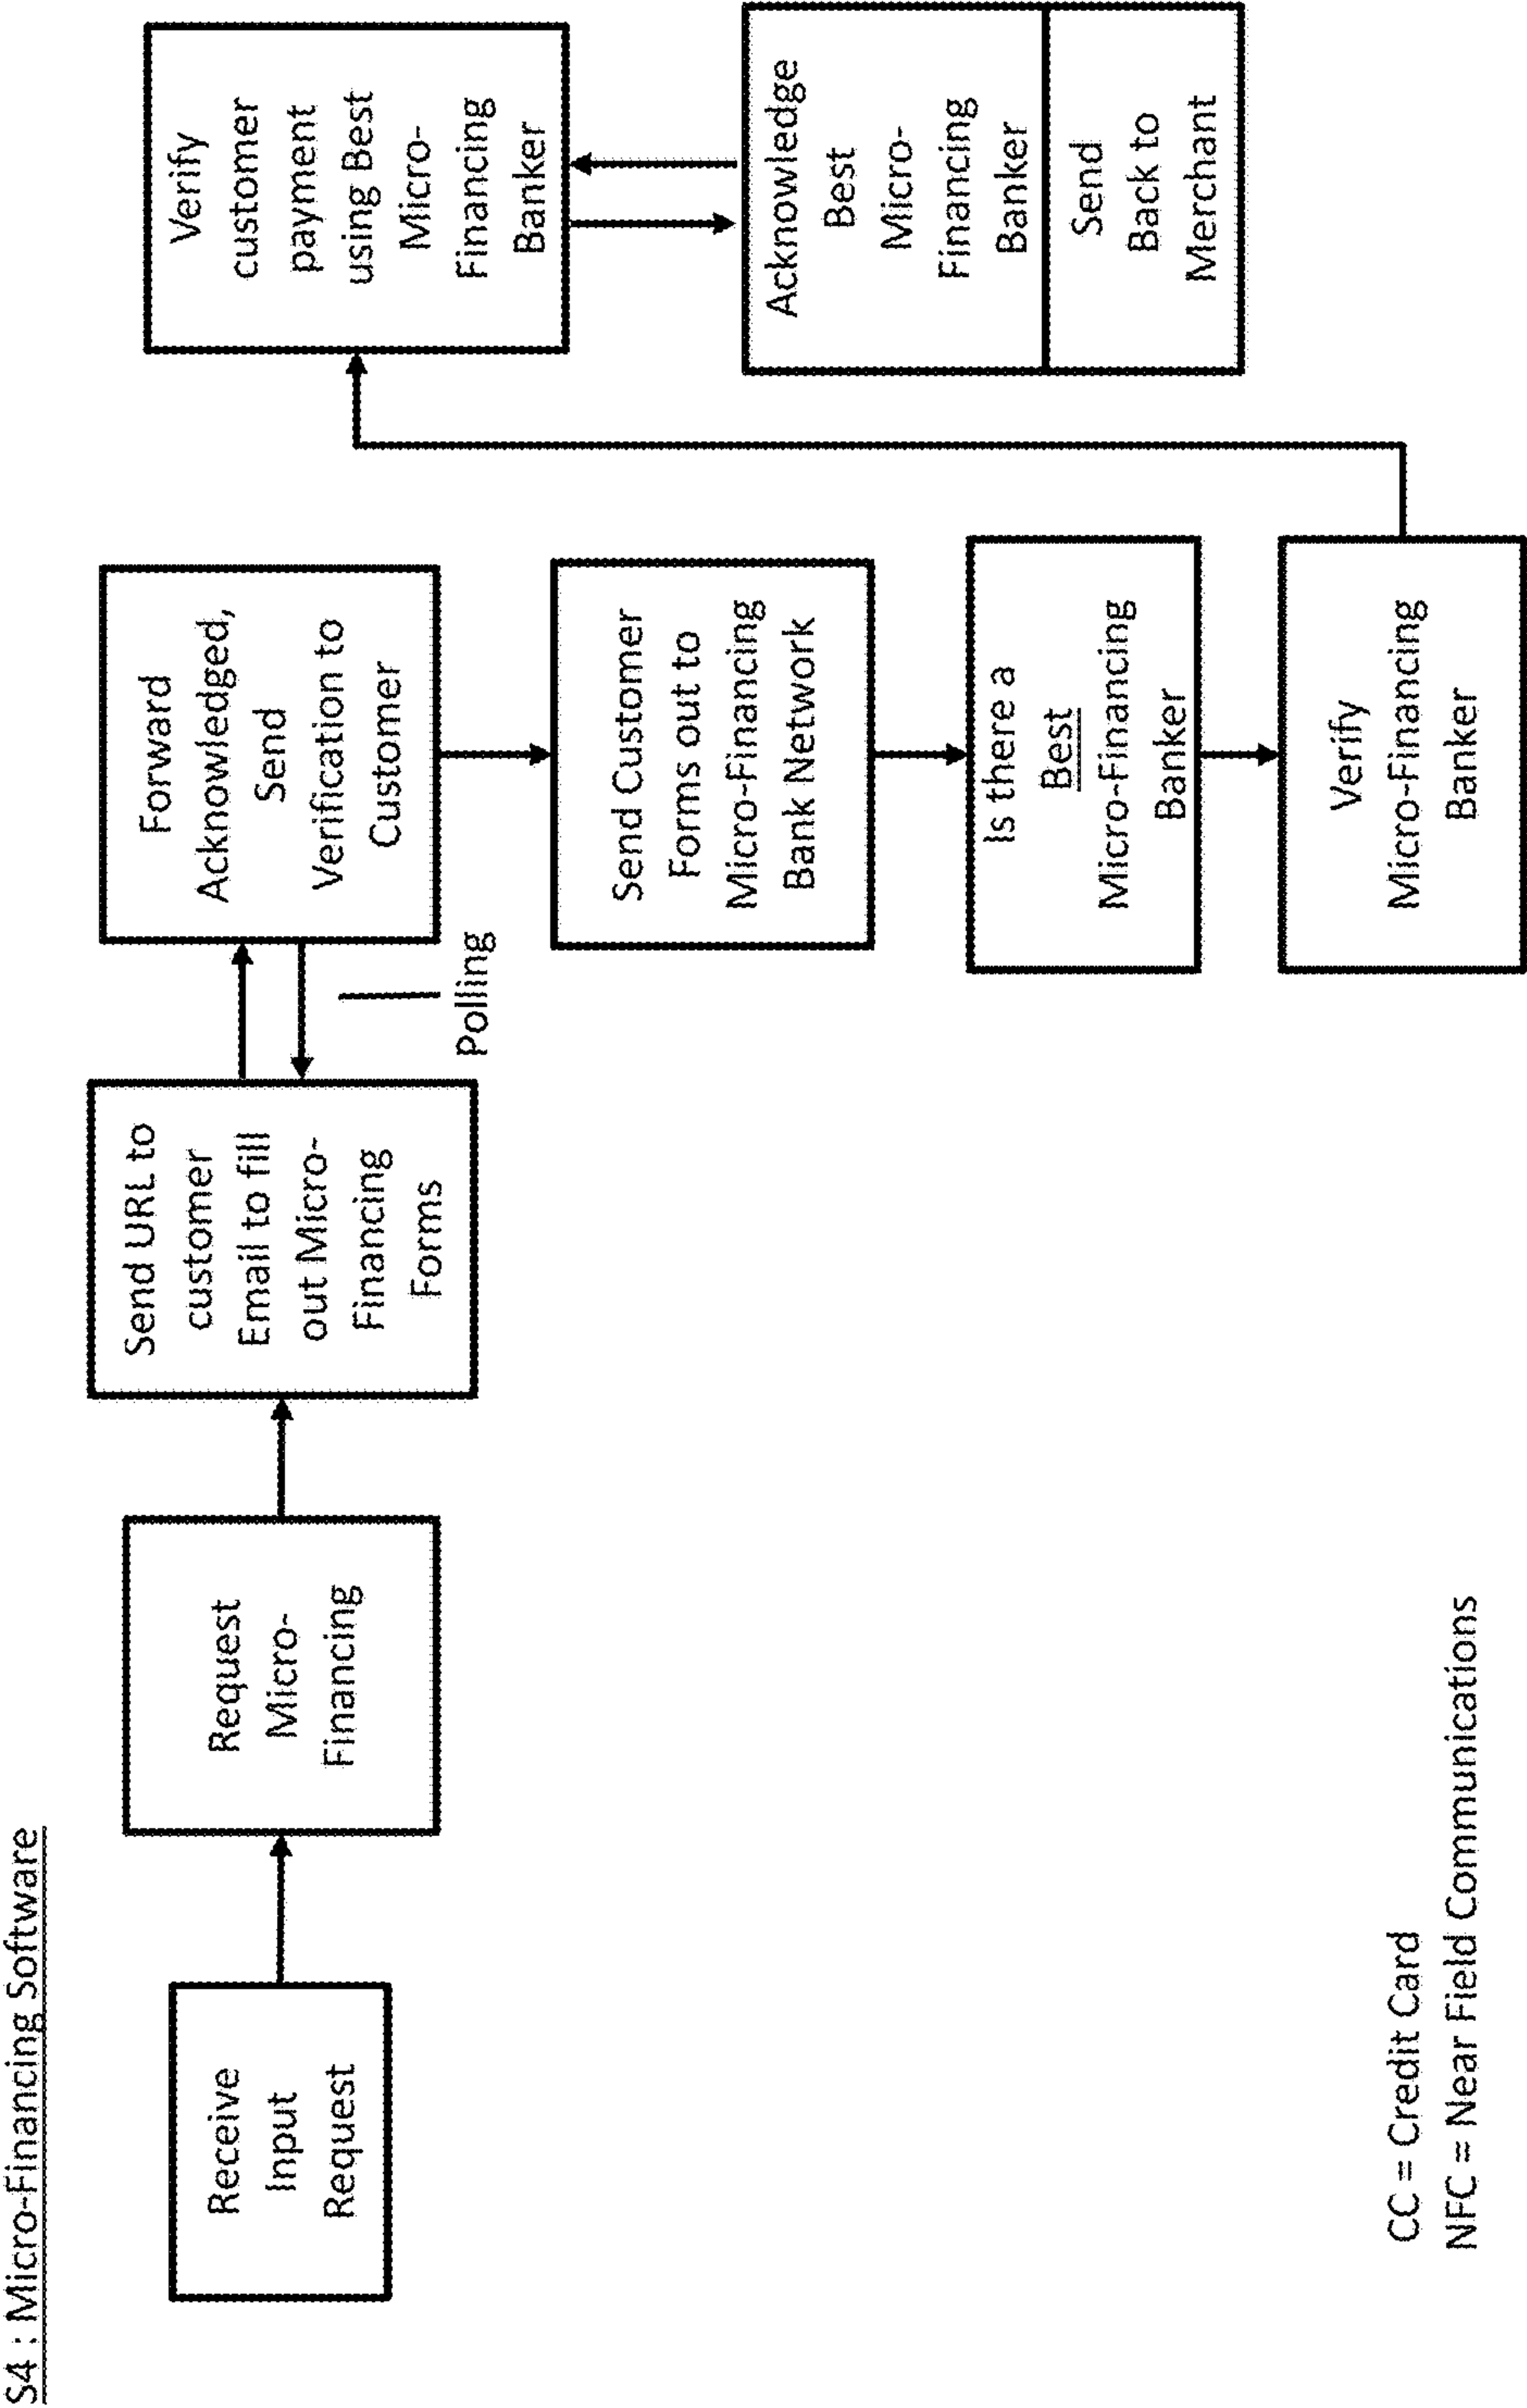 S4 : Micro-Financing Software
Receive
Input
Request
Request
Micro-
Financing
Send URL to
customer
Email to fill
out Micro-
Financing
Forms
Polling
Forward
Acknowledged,
Send
Verification to
Customer
Send Customer
Forms out to
Micro-Financing
Bank Network
Is there a
Best
Micro-Financing
Banker
Verify
Micro-Financing
Banker
Verify
customer
payment
using Best
Micro-
Financing
Banker
Acknowledge
Best
Micro-
Financing
Banker
Send
Back to
Merchant
CC = Credit Card
NFC = Near Field Communications